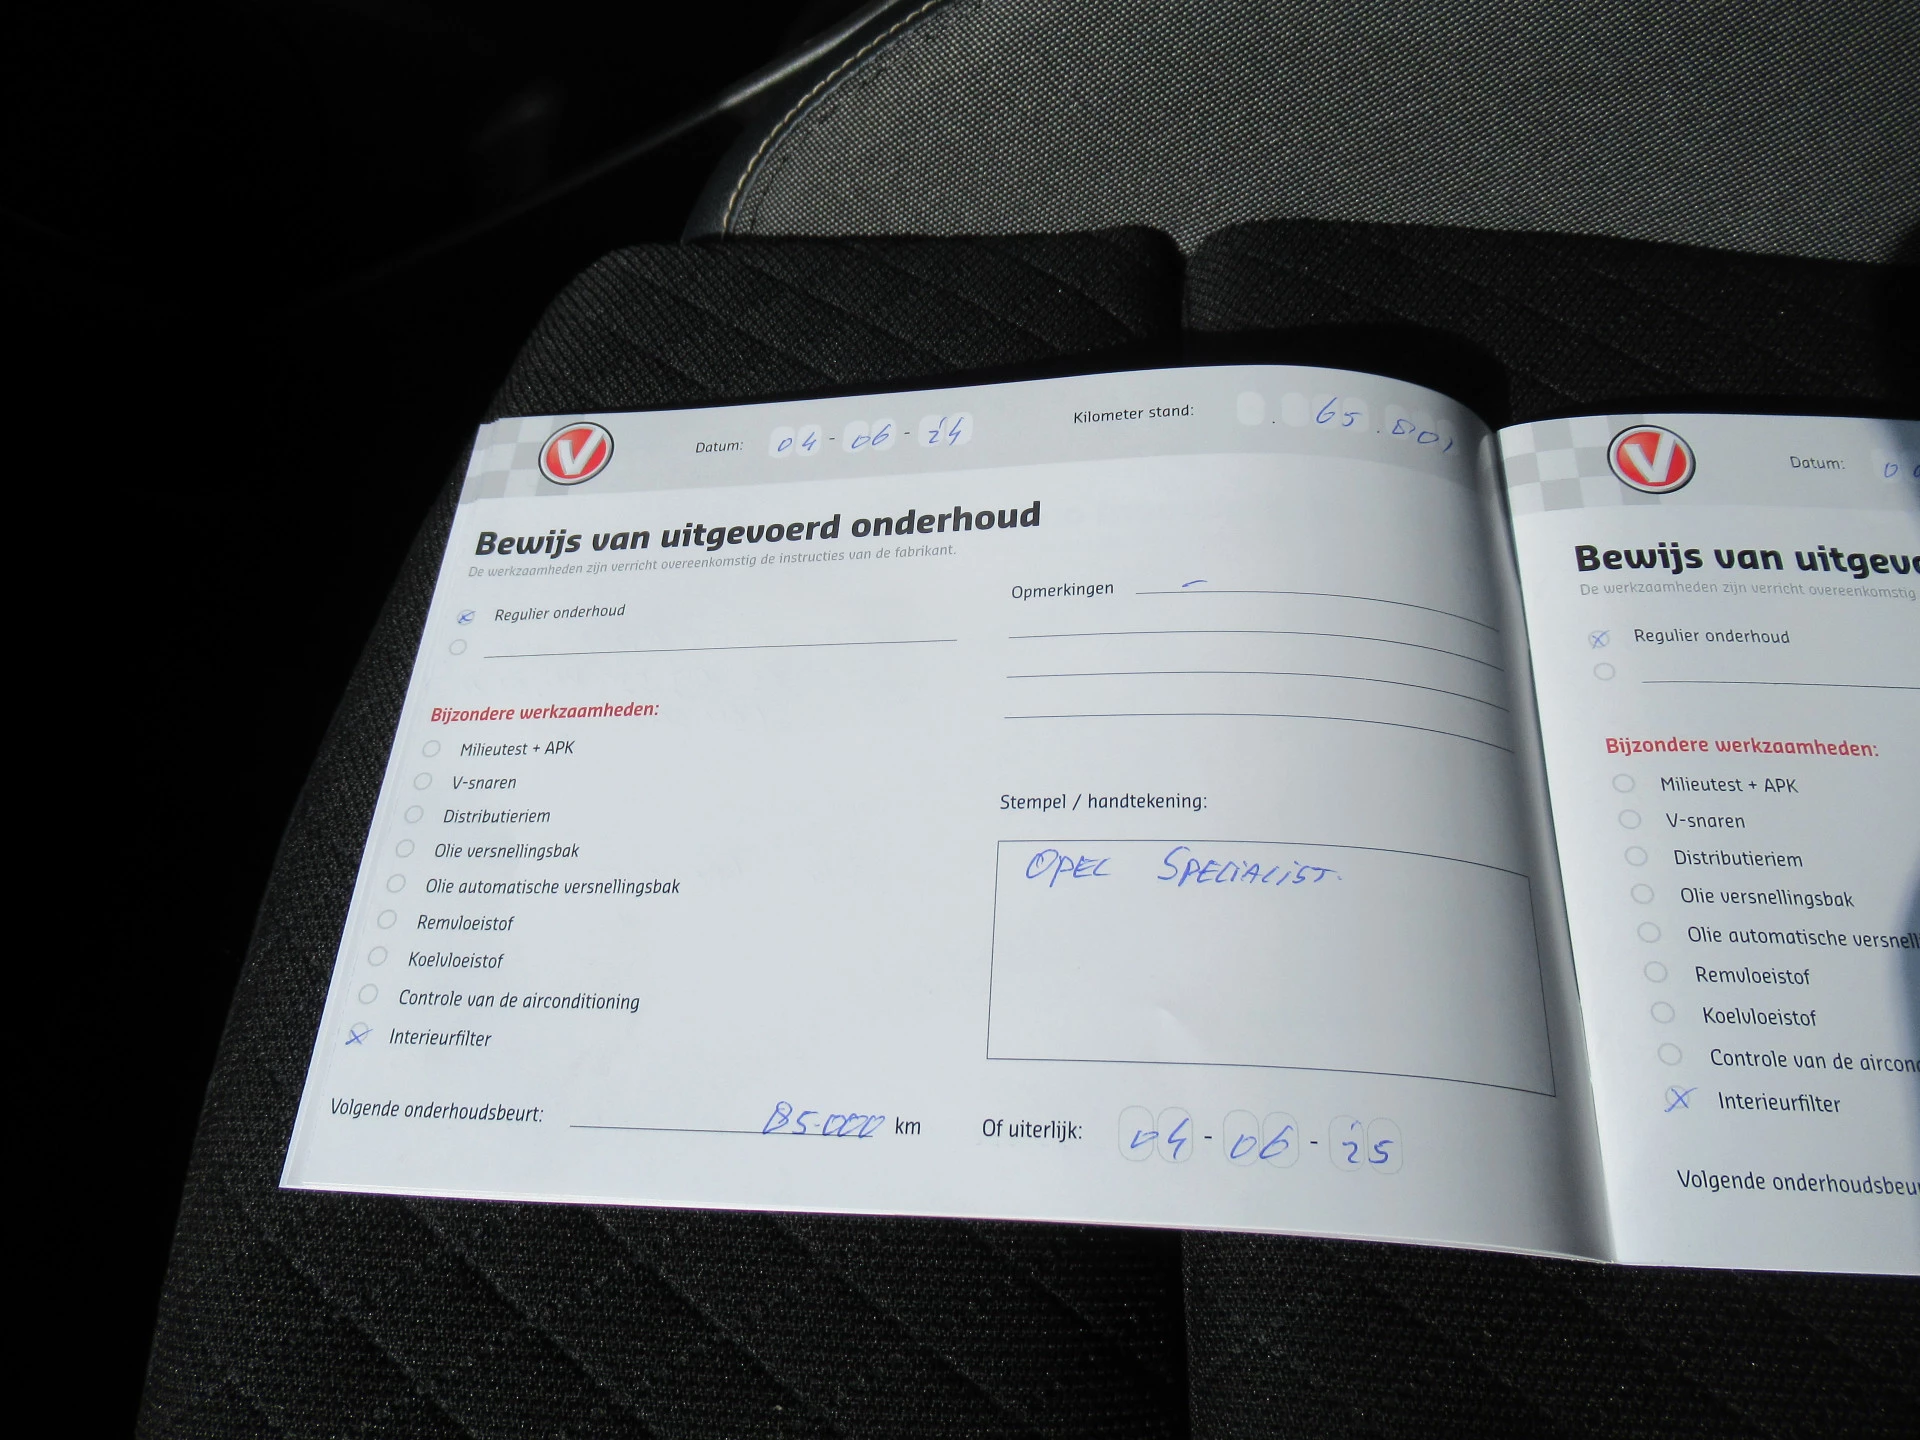 V
Datum: 04-06-24
Kilometer stand: 65.
Bewijs van uitgevoerd onderhoud
De werkzaamheden zijn verricht overeenkomstig de instructies van de fabrikant.
Regulier onderhoud
Bijzondere werkzaamheden:
Milieutest + APK
V-snaren
Distributieriem
Olie versnellingsbak
Olie automatische versnellingsbak
Remvloeistof
Koelvloeistof
Controle van de airconditioning
Interieurfilter
Opmerkingen -
Stempel / handtekening:
OPEL SPECIALIST.
Volgende onderhoudsbeurt: 85.000 km
Of uiterlijk: 04-06-25
V
Datum: 0
Bewijs van uitgevo
De werkzaamheden zijn verricht overeenkomstig
Regulier onderhoud
Bijzondere werkzaamheden:
Milieutest + APK
V-snaren
Distributieriem
Olie versnellingsbak
Olie automatische versnell
Remvloeistof
Koelvloeistof
Controle van de aircon
Interieurfilter
Volgende onderhoudsbeu